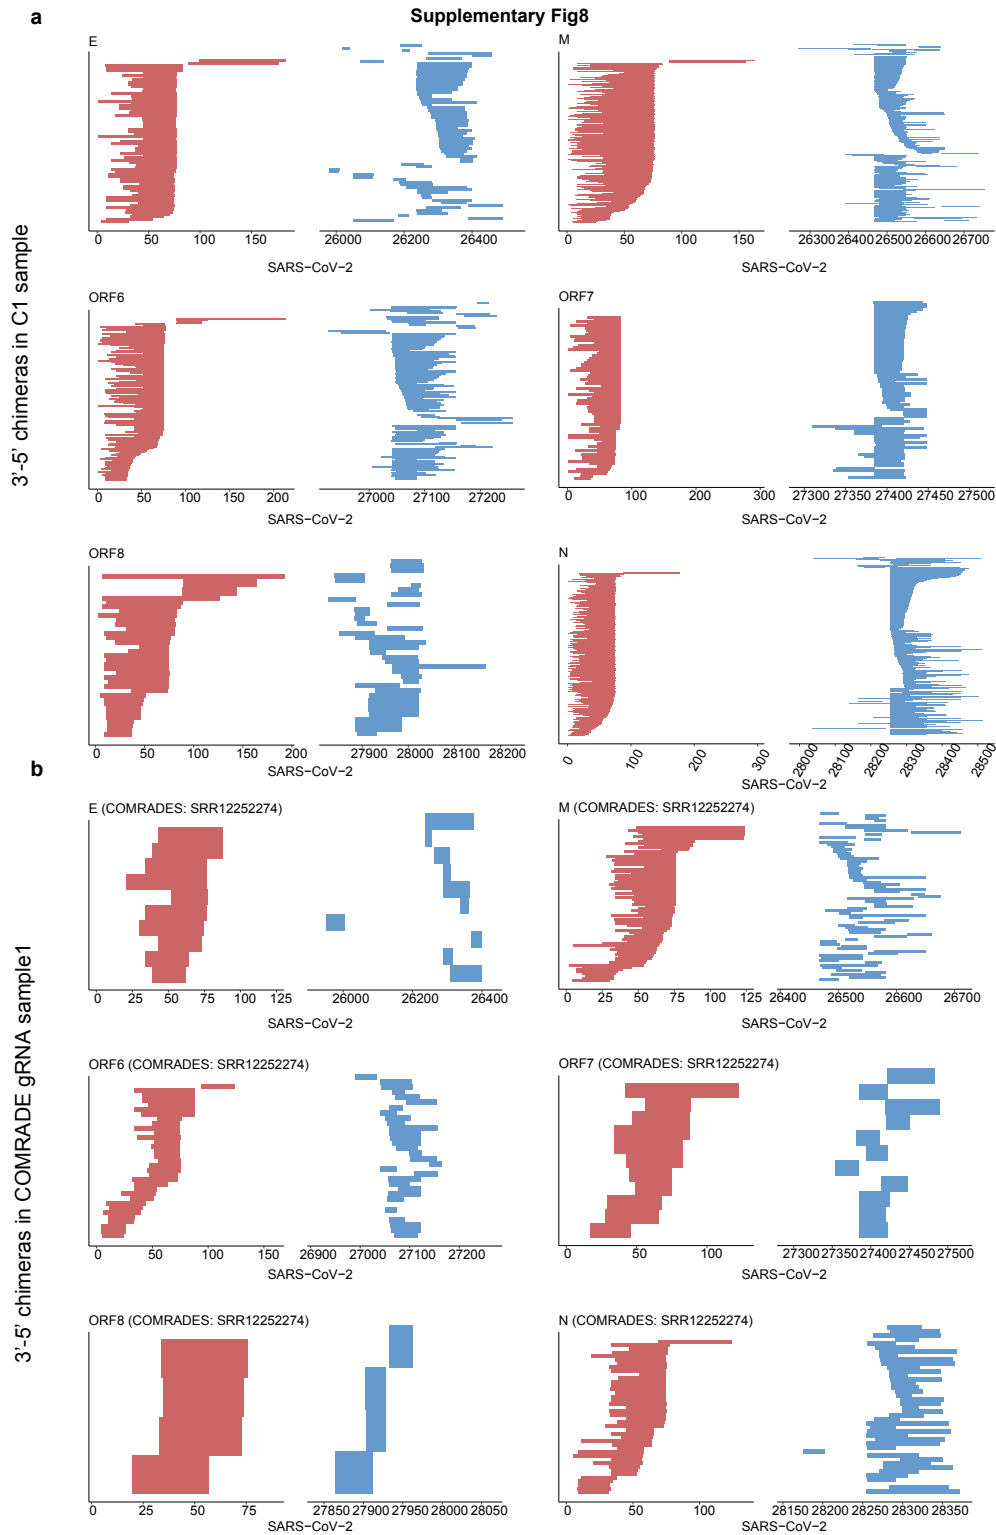 Supplementary Fig8
a
3'-5' chimeras in C1 sample
E
0 50 100 150 26000 26200 26400
SARS−CoV−2
M
0 50 100 150 26300 26400 26500 26600 26700
SARS−CoV−2
ORF6
0 50 100 150 200 27000 27100 27200
SARS−CoV−2
ORF7
0 100 200 300 27300 27350 27400 27450 27500
SARS−CoV−2
ORF8
0 50 100 150 200 27900 28000 28100 28200
SARS−CoV−2
N
0 100 200 300 28000 28100 28200 28300 28400 28500
SARS−CoV−2
b
3'-5' chimeras in COMRADE gRNA sample1
E (COMRADES: SRR12252274)
0 25 50 75 100 125 26000 26200 26400
SARS−CoV−2
M (COMRADES: SRR12252274)
0 25 50 75 100 125 26400 26500 26600 26700
SARS−CoV−2
ORF6 (COMRADES: SRR12252274)
0 50 100 150 26900 27000 27100 27200
SARS−CoV−2
ORF7 (COMRADES: SRR12252274)
0 50 100 27300 27350 27400 27450 27500
SARS−CoV−2
ORF8 (COMRADES: SRR12252274)
0 25 50 75 27850 27900 27950 28000 28050
SARS−CoV−2
N (COMRADES: SRR12252274)
0 50 100 28150 28200 28250 28300 28350
SARS−CoV−2